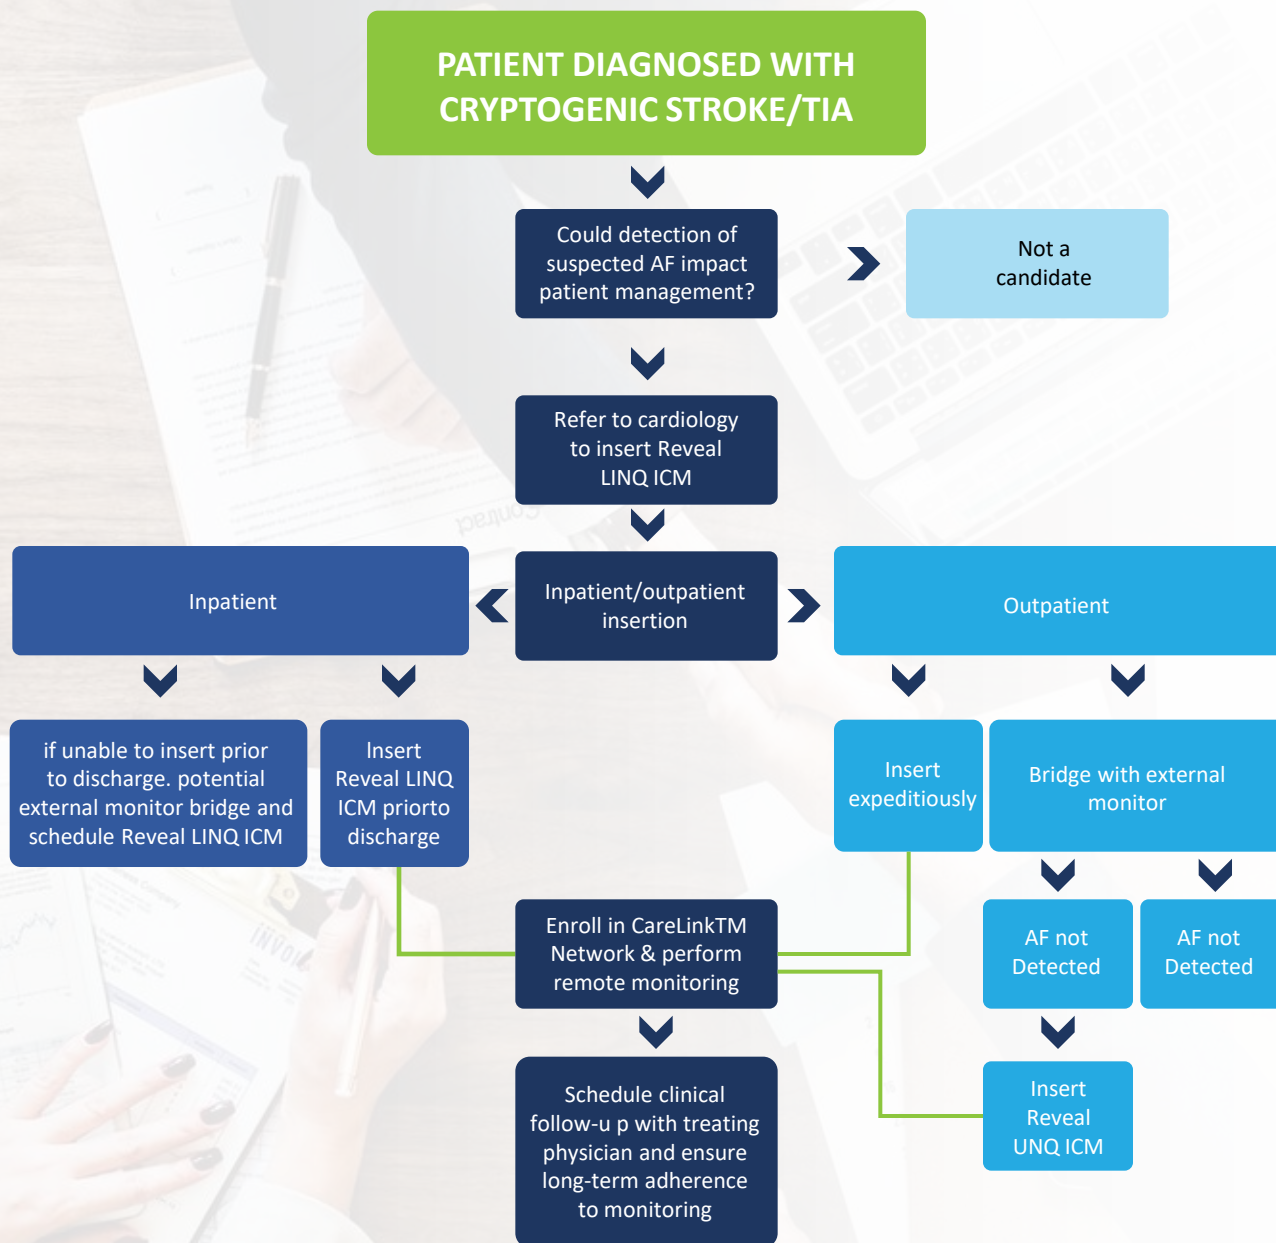 PATIENT DIAGNOSED WITH
CRYPTOGENIC STROKE/TIA
Could detection of
suspected AF impact
patient management?
Not a
candidate
Refer to cardiology
to insert Reveal
LINQ ICM
Contract
Inpatient
Inpatient/outpatient
insertion
Outpatient
if unable to insert prior
to discharge. potential
external monitor bridge and
schedule Reveal LINQ ICM
Insert
Reveal LINQ
ICM priorto
discharge
Insert
expeditiously
Bridge with external
monitor
Enroll in CareLinkTM
Network & perform
remote monitoring
AF not
Detected
AF not
Detected
INVOI
Schedule clinical
follow-u p with treating
physician and ensure
long-term adherence
to monitoring
Insert
Reveal
UNQ ICM